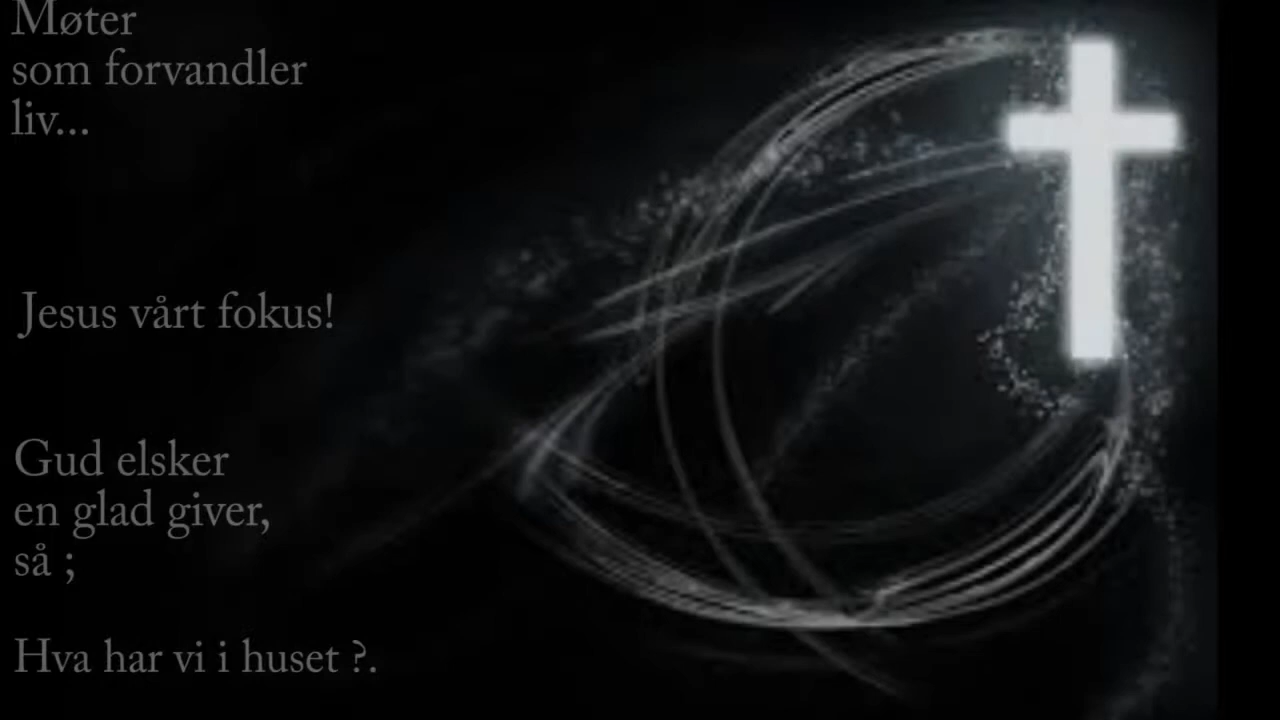 Møter
som forvandler
liv...
Jesus vårt fokus!
Gud elsker
en glad giver,
så ;
Hva har vi i huset ?.